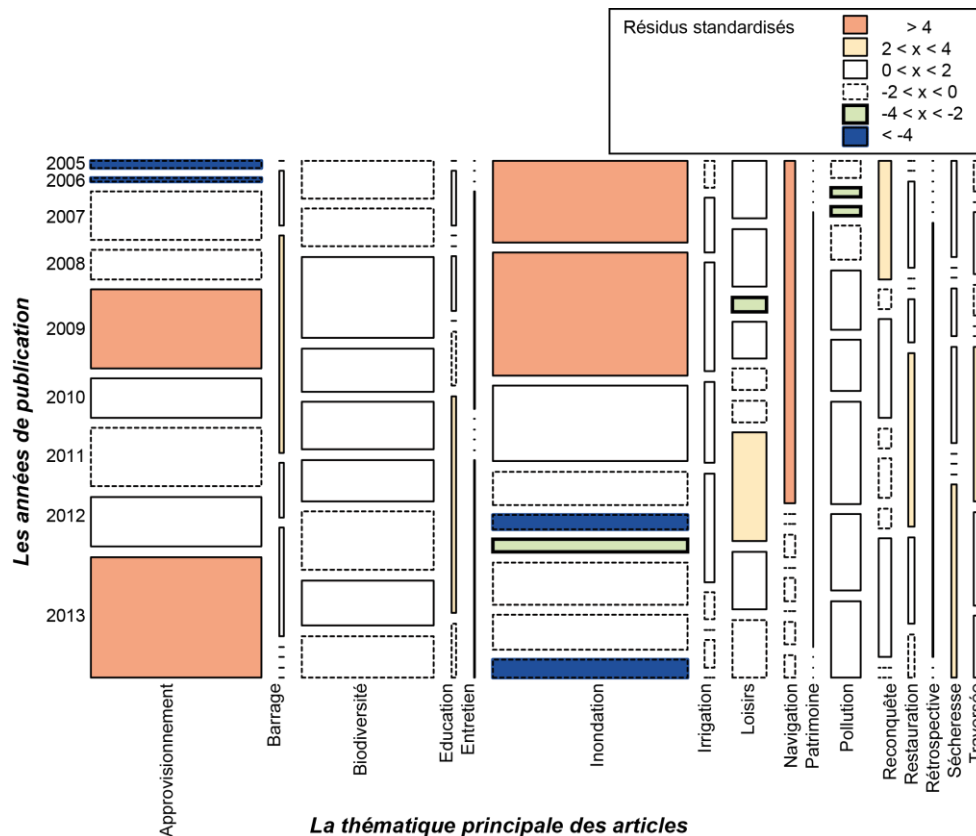 Résidus standardisés
> 4
2 < x < 4
0 < x < 2
-2 < x < 0
-4 < x < -2
< -4
Les années de publication
2005
2006
2007
2008
2009
2010
2011
2012
2013
Approvisionnement
Barrage
Biodiversité
Education
Entretien
Inondation
Irrigation
Loisirs
Navigation
Patrimoine
Pollution
Reconquête
Restauration
Rétrospective
Sécheresse
Traversée
La thématique principale des articles